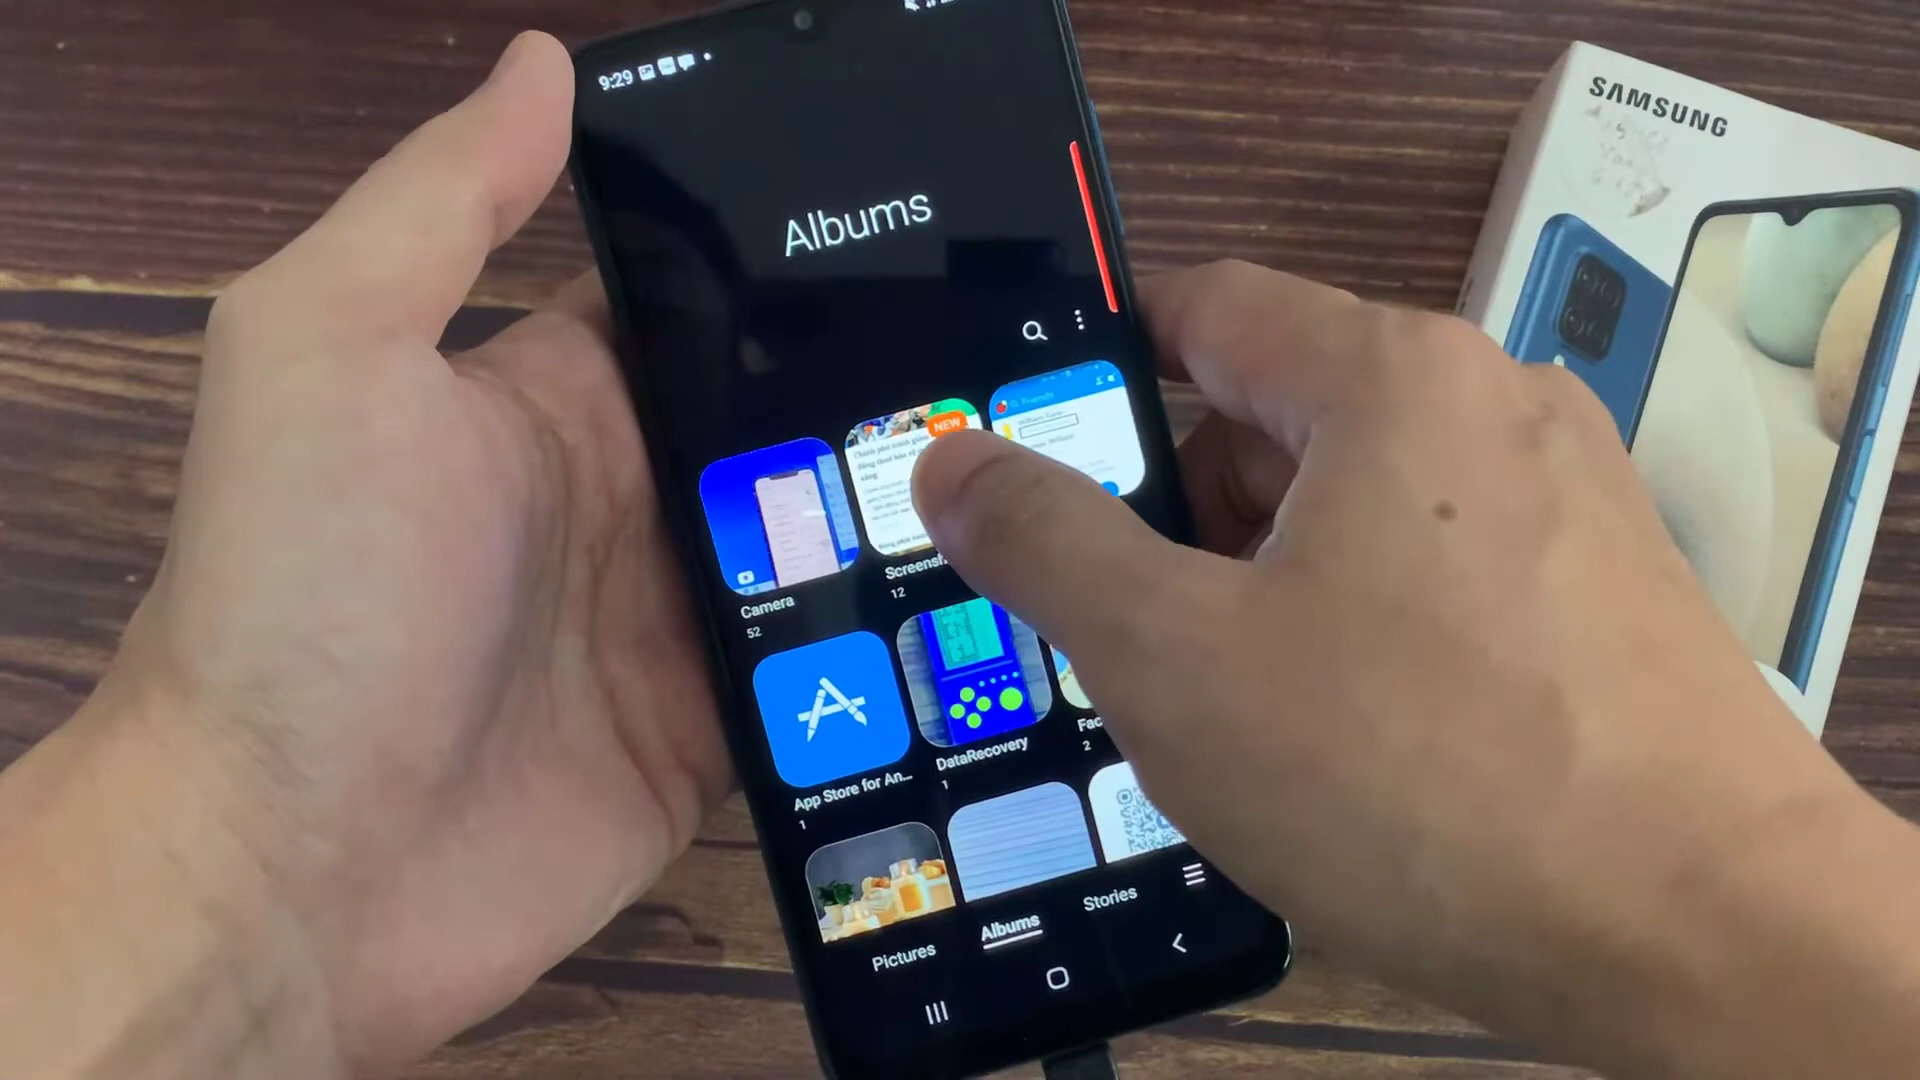 9:29
SAMSUNG
Albums
NEW
Friends
Camera
52
Screensh
12
App Store for An...
1
DataRecovery
1
Fac
2
Pictures
Albums
Stories